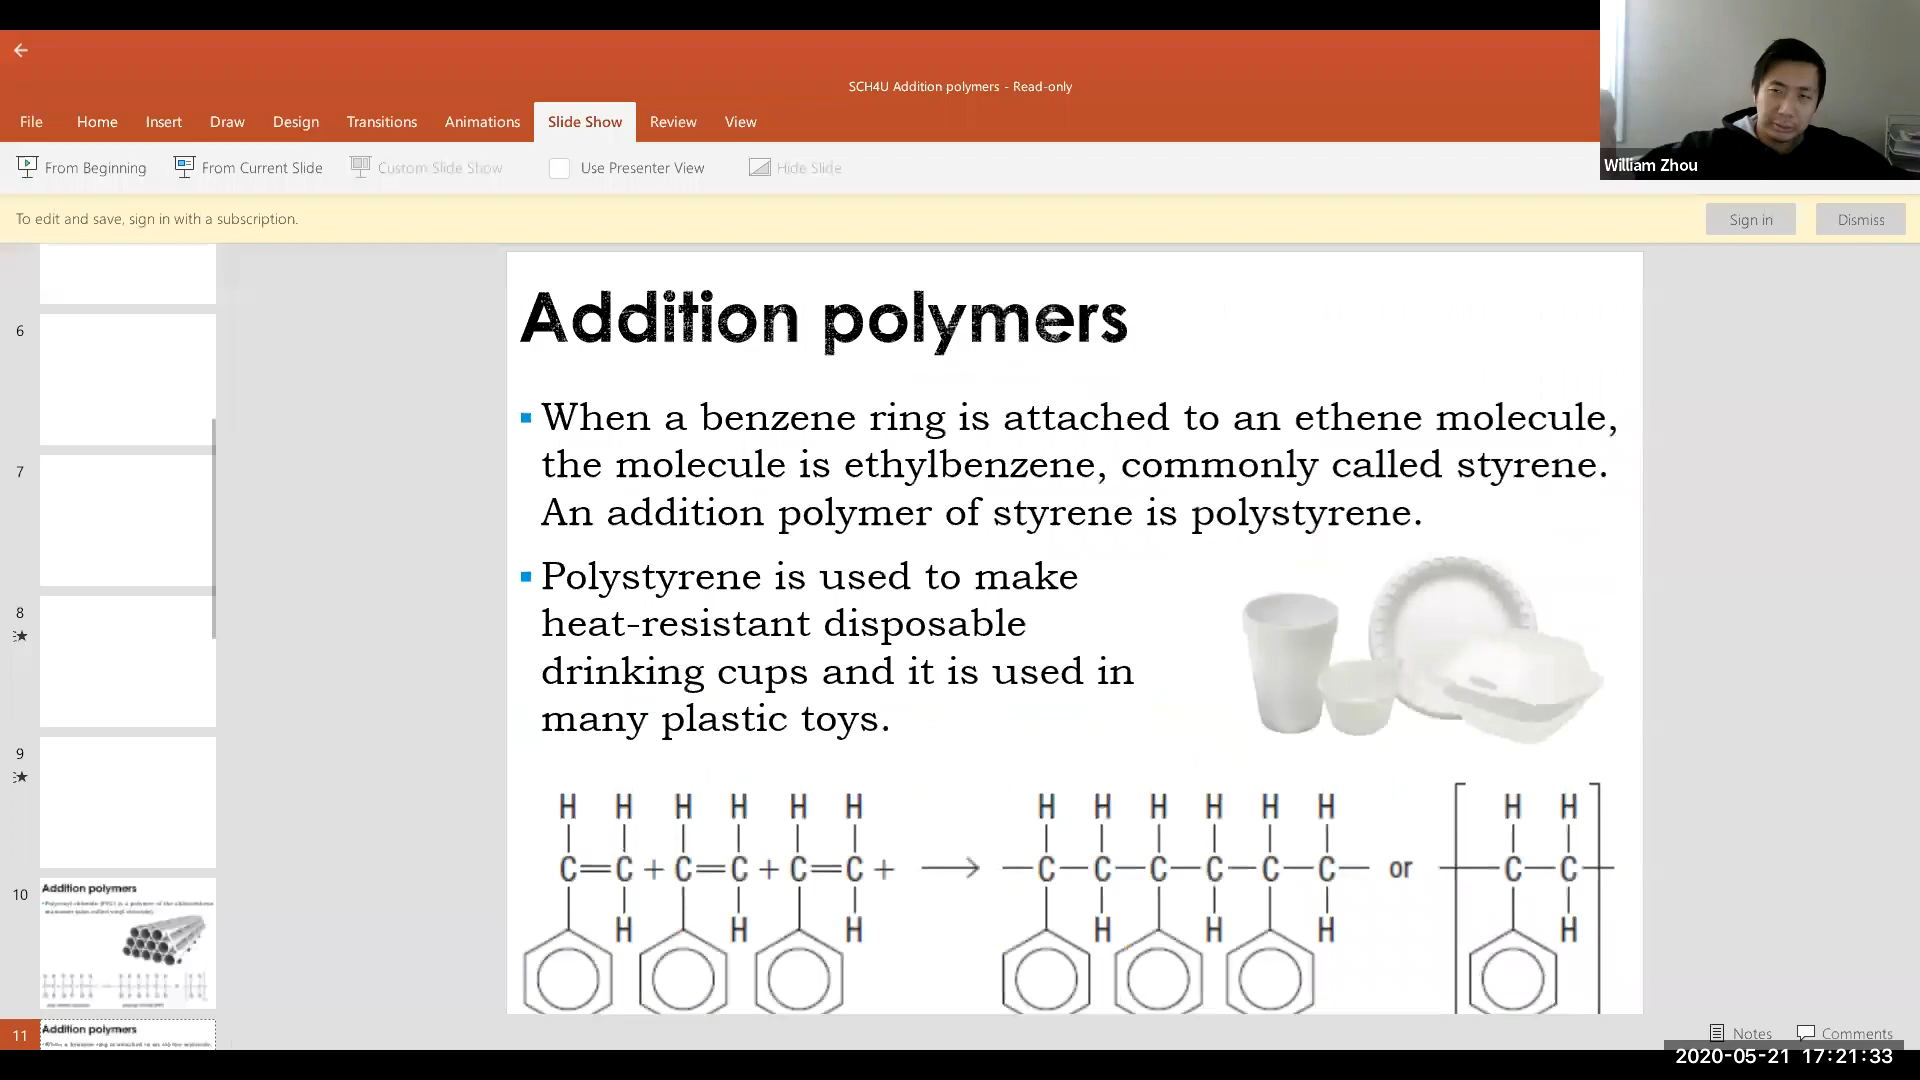 SCH4U Addition polymers - Read-only
File Home Insert Draw Design Transitions Animations Slide Show Review View
From Beginning From Current Slide Custom Slide Show Use Presenter View Hide Slide
William Zhou
To edit and save, sign in with a subscription.
Sign in Dismiss
6
7
8
9
10
Addition polymers
11
Addition polymers
Addition polymers
When a benzene ring is attached to an ethene molecule,
the molecule is ethylbenzene, commonly called styrene.
An addition polymer of styrene is polystyrene.
Polystyrene is used to make
heat-resistant disposable
drinking cups and it is used in
many plastic toys.
H H H H H H H H H H H H H H
C=C + C=C + C=C + → —C—C—C—C—C—C— or —C—C—
H H H H H H H
Notes Comments
2020-05-21 17:21:33